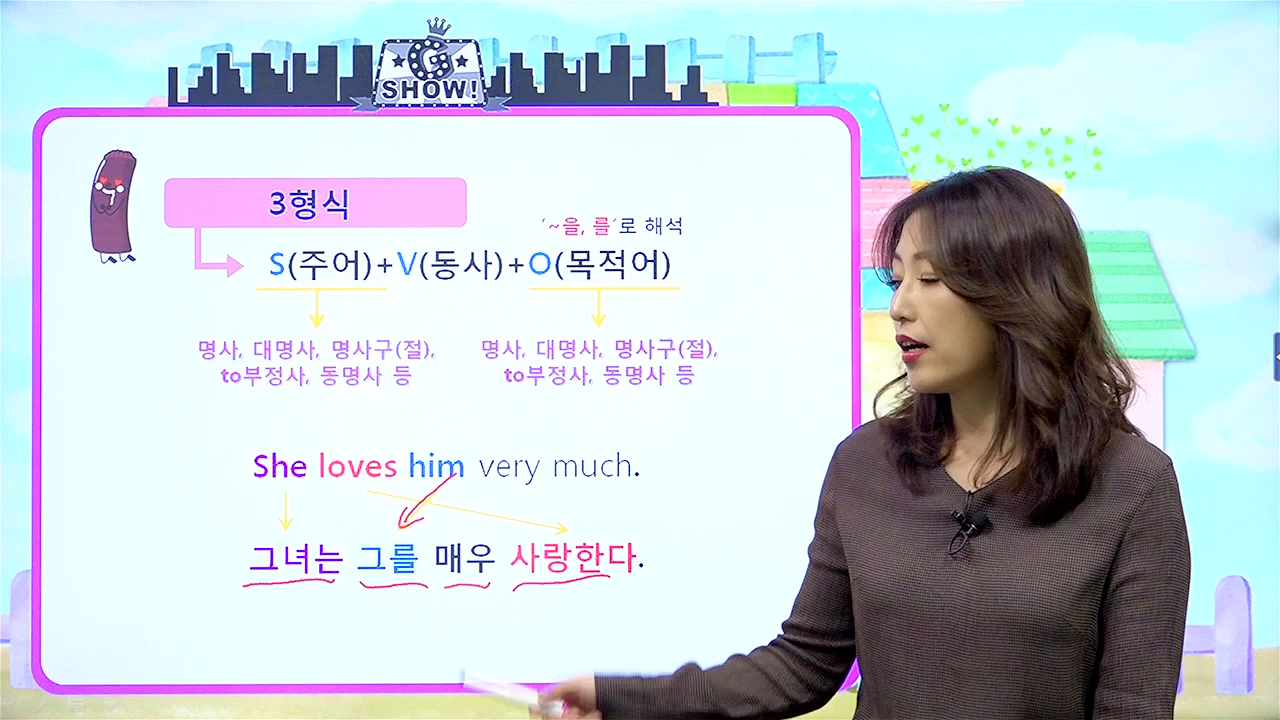 G
SHOW!
3형식
'~을, 를'로 해석
S(주어)+V(동사)+O(목적어)
명사, 대명사, 명사구(절),
to부정사, 동명사 등
명사, 대명사, 명사구(절),
to부정사, 동명사 등
She loves him very much.
그녀는 그를 매우 사랑한다.